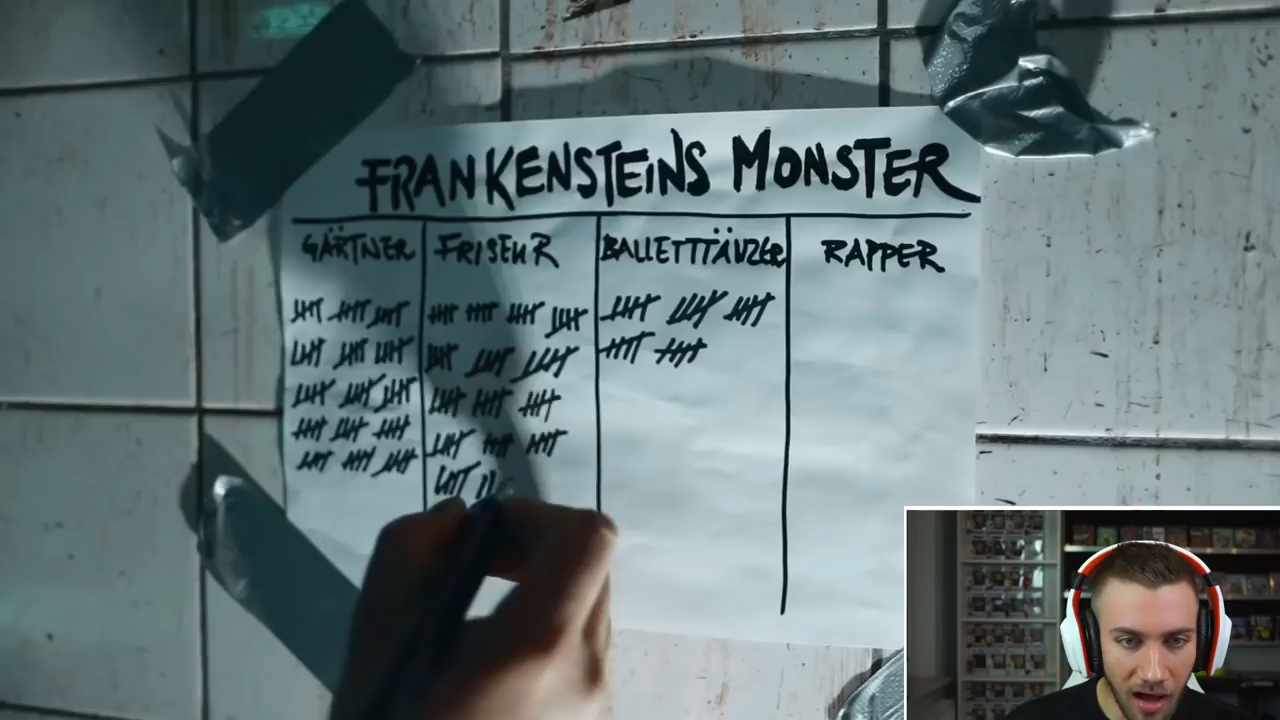 FRANKENSTEINS MONSTER
GÄRTNER FRISEUR BALLETTTÄNZER RAPPER